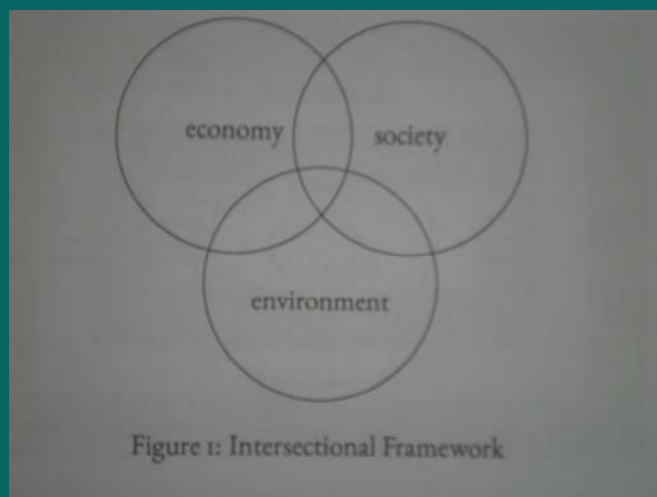 economy
society
environment
Figure 1: Intersectional Framework